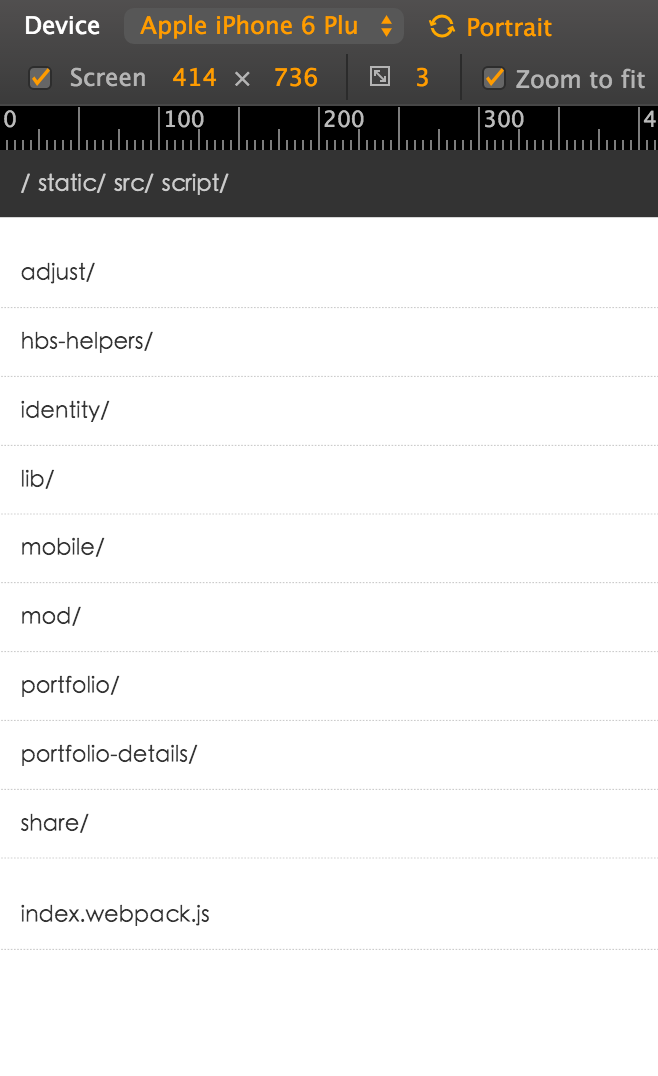 Device Apple iPhone 6 Plu Portrait
Screen 414 × 736 3 Zoom to fit
0 100 200 300 4
/ static/ src/ script/
adjust/
hbs-helpers/
identity/
lib/
mobile/
mod/
portfolio/
portfolio-details/
share/
index.webpack.js